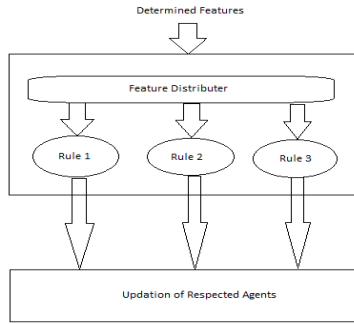 Determined Features
Feature Distributer
Rule 1
Rule 2
Rule 3
Updation of Respected Agents